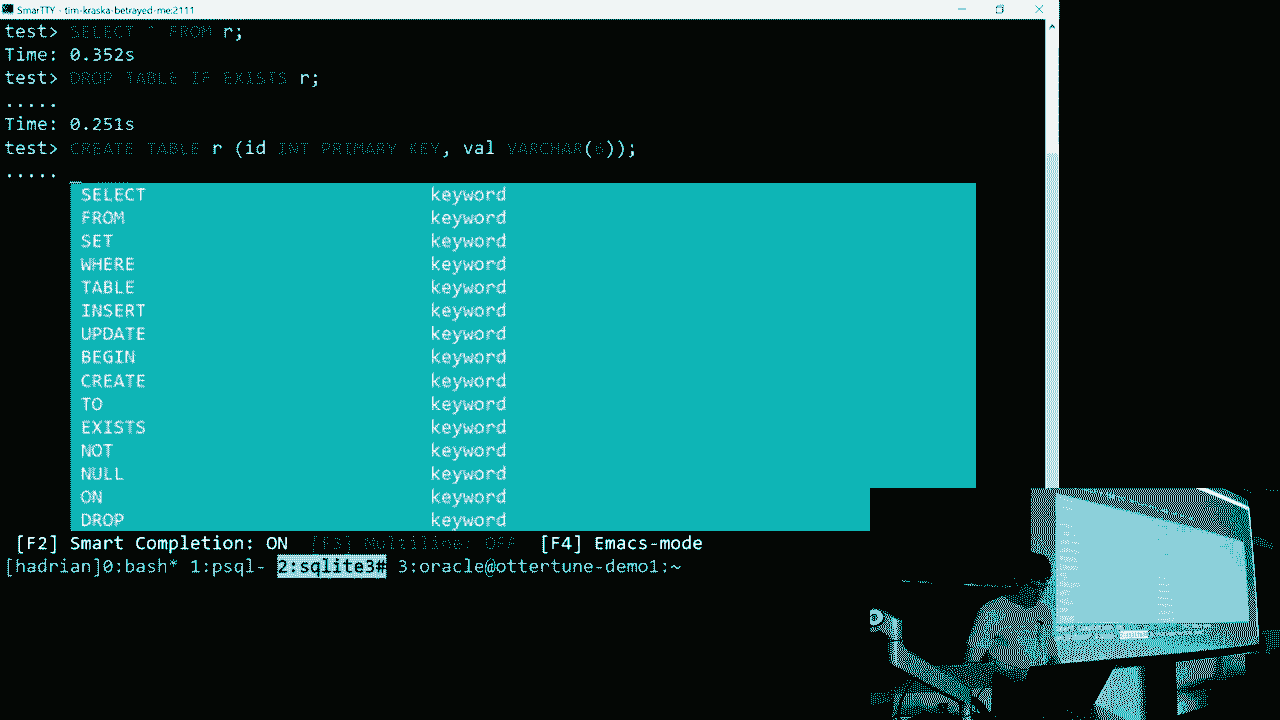 SmarTTY - tim-kraska-betrayed-me:2111
test> SELECT * FROM r;
Time: 0.352s
test> DROP TABLE IF EXISTS r;
.....
Time: 0.251s
test> CREATE TABLE r (id INT PRIMARY KEY, val VARCHAR(6));
.....
SELECT keyword
FROM keyword
SET keyword
WHERE keyword
TABLE keyword
INSERT keyword
UPDATE keyword
BEGIN keyword
CREATE keyword
TO keyword
EXISTS keyword
NOT keyword
NULL keyword
ON keyword
DROP keyword
[F2] Smart Completion: ON [F3] Multiline: OFF [F4] Emacs-mode
[hadrian]0:bash* 1:psql- 2:sqlite3# 3:oracle@ottertune-demo1:~